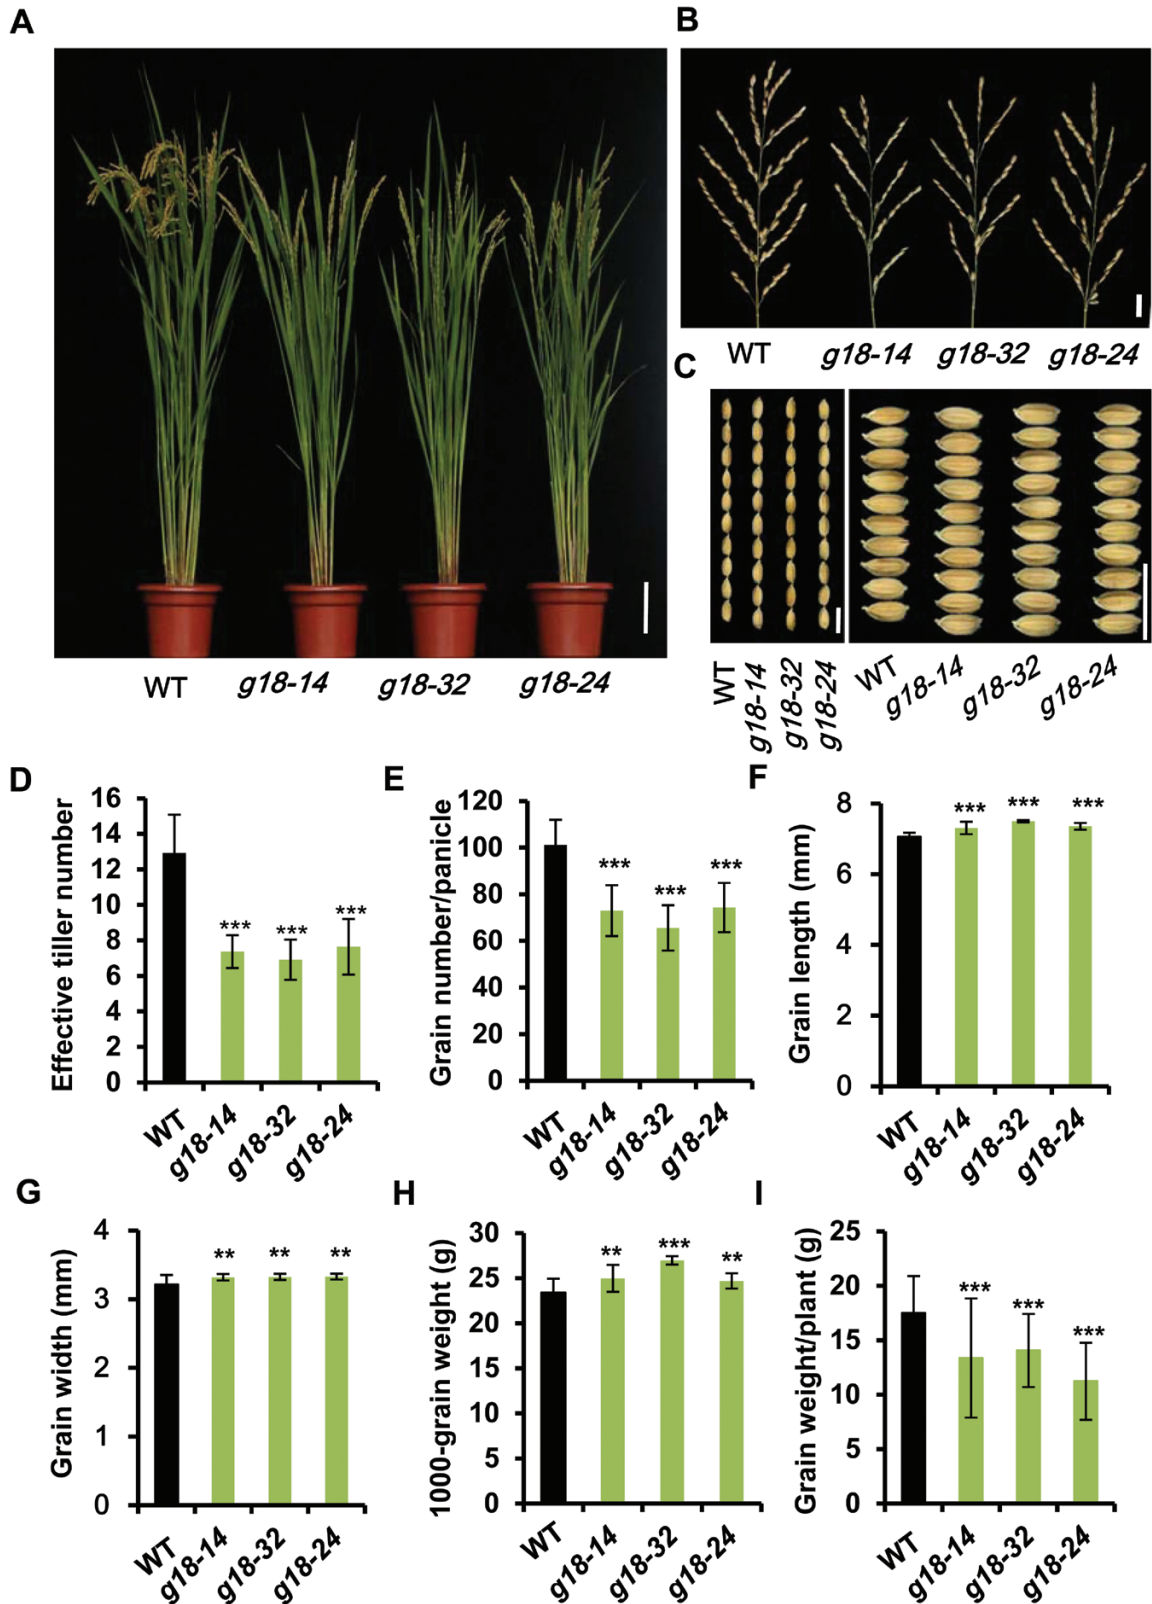 A
B
WT g18-14 g18-32 g18-24
WT g18-14 g18-32 g18-24
C
WT g18-14 g18-32 g18-24
WT g18-14 g18-32 g18-24
D
Effective tiller number
16
14
12
10
8
6
4
2
0
*** *** ***
WT g18-14 g18-32 g18-24
E
Grain number/panicle
120
100
80
60
40
20
0
*** *** ***
WT g18-14 g18-32 g18-24
F
Grain length (mm)
8
6
4
2
0
*** *** ***
WT g18-14 g18-32 g18-24
G
Grain width (mm)
4
3
2
1
0
** ** **
WT g18-14 g18-32 g18-24
H
1000-grain weight (g)
30
25
20
15
10
5
0
** *** **
WT g18-14 g18-32 g18-24
I
Grain weight/plant (g)
25
20
15
10
5
0
*** *** ***
WT g18-14 g18-32 g18-24